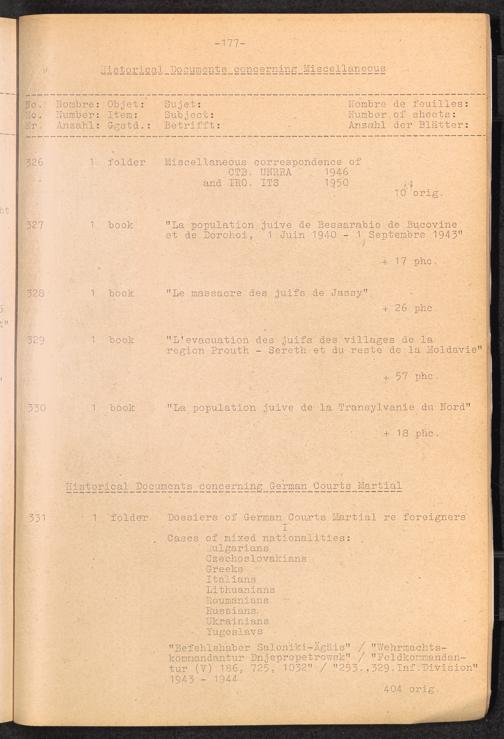 -177-
Historical Documents concerning Miscellaneous
No. Nombre: Objet: Sujet: Nombre de feuilles:
No. Number: Item: Subject: Number of sheets:
Nr. Anzahl: Ggstd.: Betrifft: Anzahl der Blätter:
326 1 folder Miscellaneous correspondence of
CTB. UNRRA 1946
and IRO. ITS 1950
10 orig.
327 1 book "La population juive de Bessarabie de Bucovine
et de Dorohoi, 1 Juin 1940 - 1 Septembre 1943"
+ 17 phc.
328 1 book "Le massacre des juifs de Jassy"
+ 26 phc
329 1 book "L'evacuation des juifs des villages de la
region Prouth - Sereth et du reste de la Moldavie"
+ 57 phc.
330 1 book "La population juive de la Transylvanie du Nord"
+ 18 phc.
Historical Documents concerning German Courts Martial
331 1 folder Dossiers of German Courts Martial re foreigners
I
Cases of mixed nationalities:
Bulgarians
Czechoslovakians
Greeks
Italians
Lithuanians
Roumanians
Russians
Ukrainians
Yugoslavs
"Befehlshaber Saloniki-Ägäis" / "Wehrmachts-
kommandantur Dnjepropetrowsk" / "Feldkommandan-
tur (V) 186, 725, 1032" / "253.,329.Inf.Division"
1943 - 1944
404 orig.